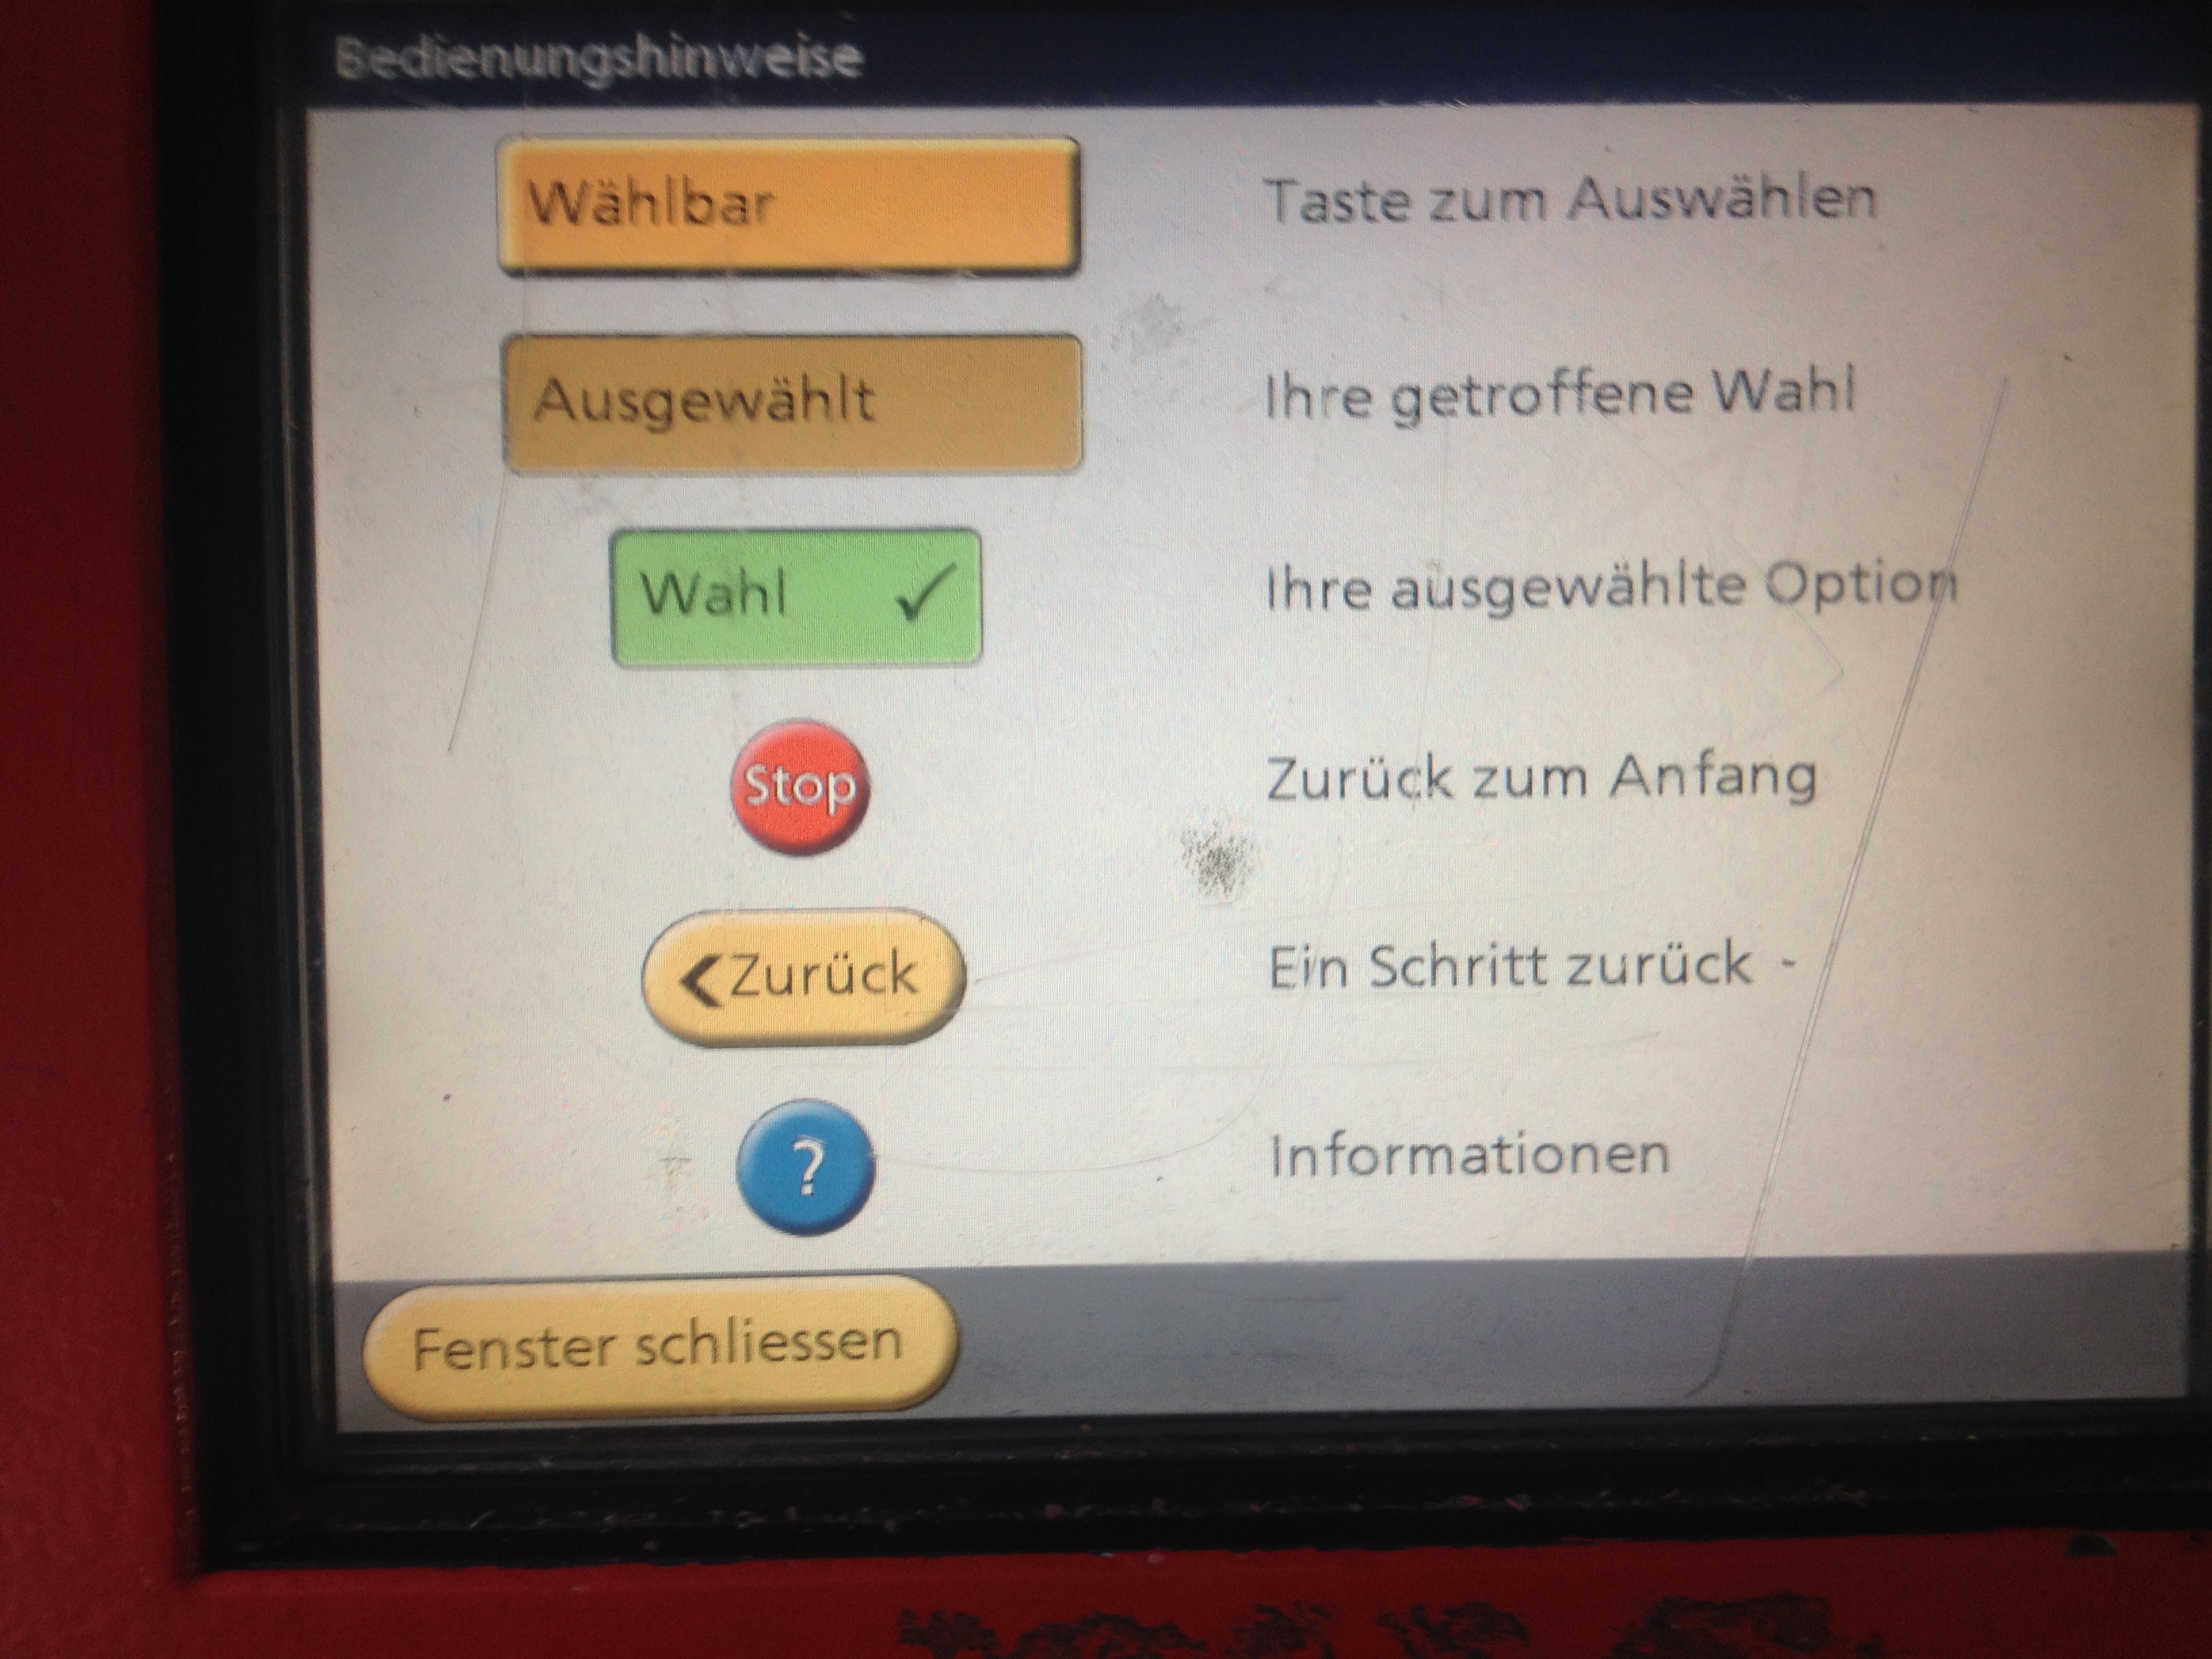 Bedienungshinweise
Wählbar Taste zum Auswählen
Ausgewählt Ihre getroffene Wahl
Wahl ✓ Ihre ausgewählte Option
Stop Zurück zum Anfang
<Zurück Ein Schritt zurück -
? Informationen
Fenster schliessen